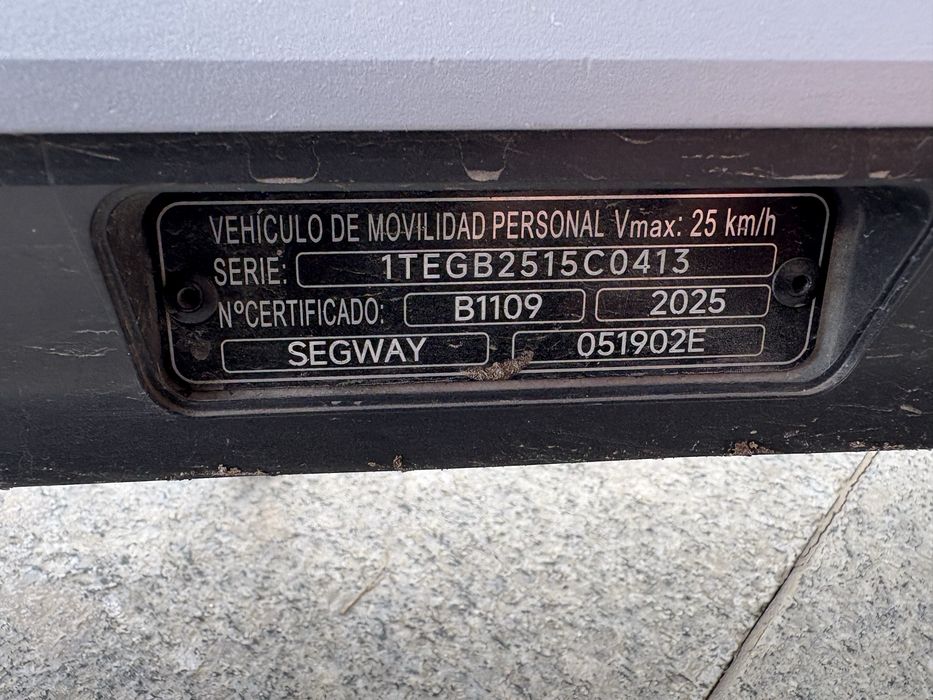 VEHÍCULO DE MOVILIDAD PERSONAL Vmax: 25 km/h
SERIE: 1TEGB2515C0413
NºCERTIFICADO: B1109 2025
SEGWAY 051902E